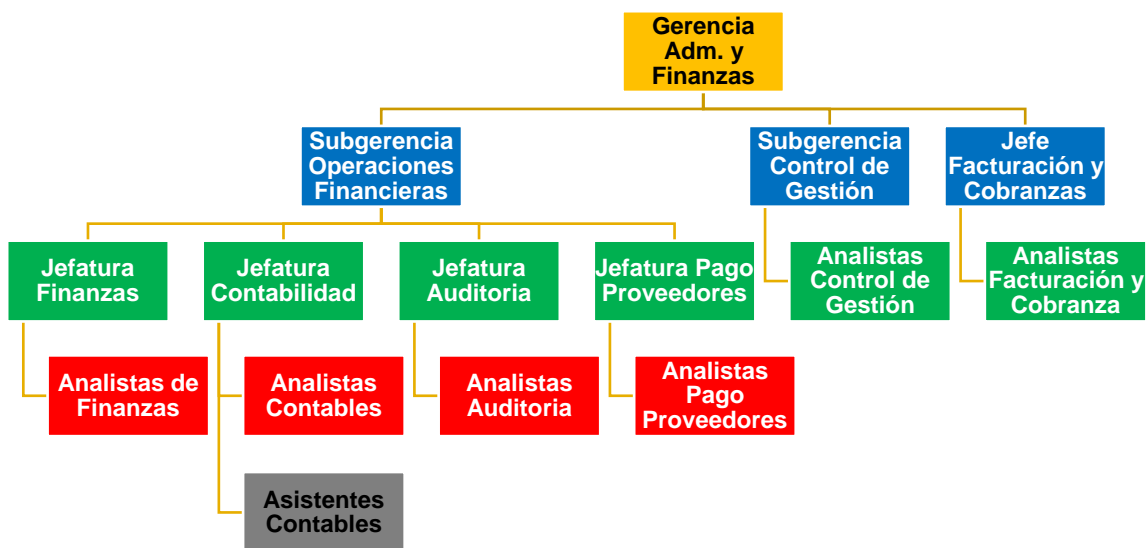 Gerencia
Adm. y
Finanzas
Subgerencia
Operaciones
Financieras
Subgerencia
Control de
Gestión
Jefe
Facturación y
Cobranzas
Jefatura
Finanzas
Jefatura
Contabilidad
Jefatura
Auditoria
Jefatura Pago
Proveedores
Analistas
Control de
Gestión
Analistas
Facturación y
Cobranza
Analistas de
Finanzas
Analistas
Contables
Analistas
Auditoria
Analistas
Pago
Proveedores
Asistentes
Contables